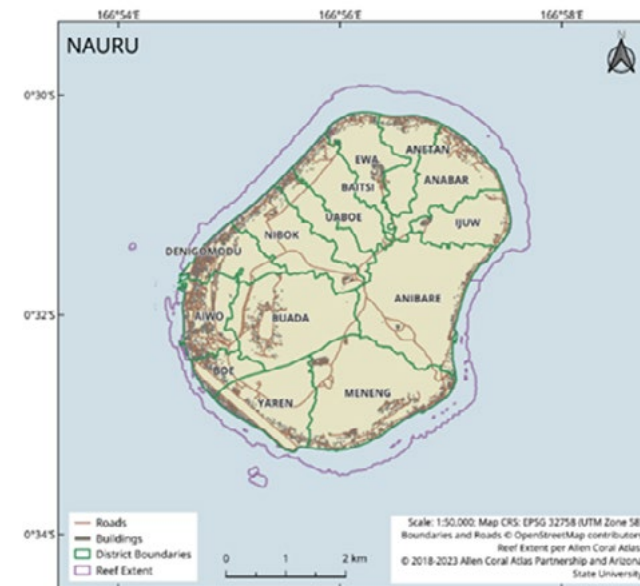 166°54'E 166°56'E 166°58'E
NAURU
N
0°30'S
ANETAN
EWA
ANABAR
BAITSI
UABOE
IJUW
NIBOK
DENIGOMODU
ANIBARE
0°32'S
AIWO
BUADA
BOE
MENENG
YAREN
Roads
Buildings
District Boundaries
Reef Extent
0 1 2 km
Scale: 1:50,000; Map CRS: EPSG 32758 (UTM Zone 58
Boundaries and Roads © OpenStreetMap contributor
Reef Extent per Allen Coral Atlas
© 2018-2023 Allen Coral Atlas Partnership and Arizona
State University
0°34'S